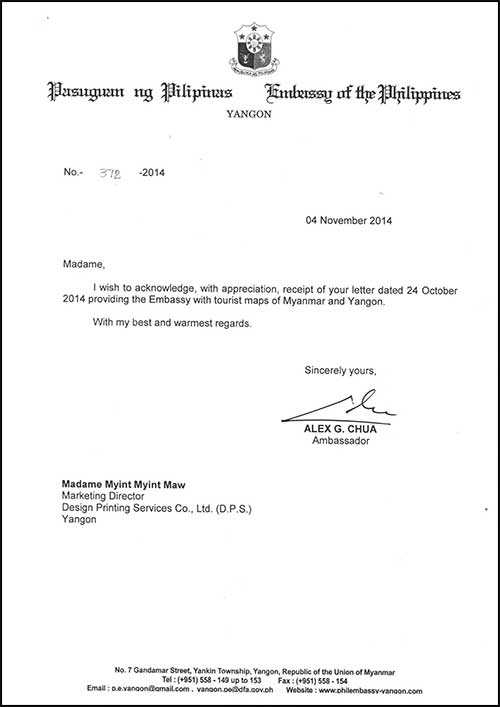 Pasuguan ng Pilipinas Embassy of the Philippines
YANGON
No.- 372 -2014
04 November 2014
Madame,
I wish to acknowledge, with appreciation, receipt of your letter dated 24 October
2014 providing the Embassy with tourist maps of Myanmar and Yangon.
With my best and warmest regards.
Sincerely yours,
ALEX G. CHUA
Ambassador
Madame Myint Myint Maw
Marketing Director
Design Printing Services Co., Ltd. (D.P.S.)
Yangon
No. 7 Gandamar Street, Yankin Township, Yangon, Republic of the Union of Myanmar
Tel : (+951) 558 - 149 up to 153 Fax : (+951) 558 - 154
Email : p.e.yangon@gmail.com , yangon.pe@dfa.gov.ph Website : www.philembassy-yangon.com